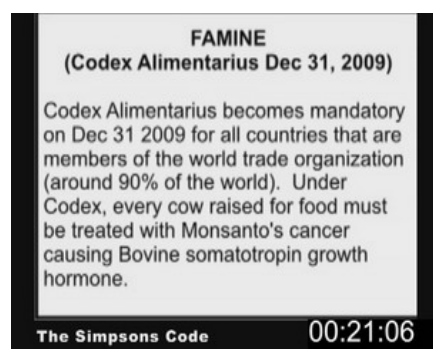 FAMINE
(Codex Alimentarius Dec 31, 2009)
Codex Alimentarius becomes mandatory
on Dec 31 2009 for all countries that are
members of the world trade organization
(around 90% of the world).  Under
Codex, every cow raised for food must
be treated with Monsanto's cancer
causing Bovine somatotropin growth
hormone.
The Simpsons Code
00:21:06